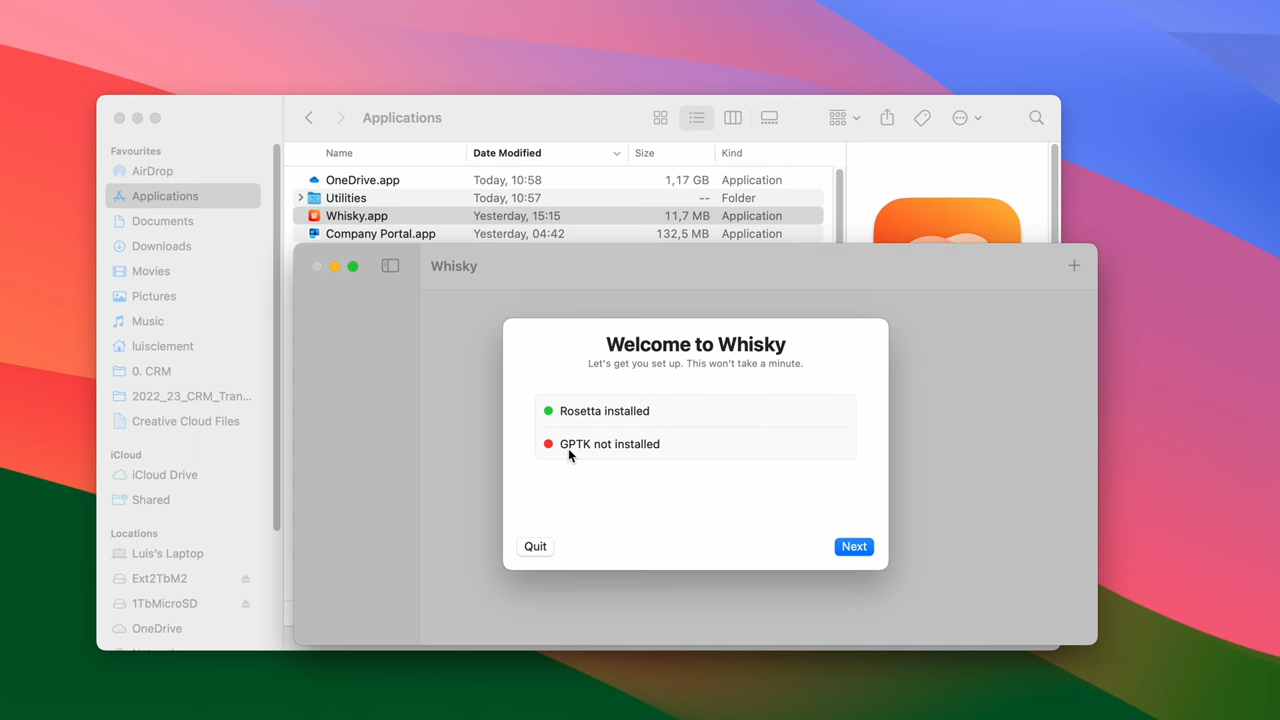 Applications
Favourites
AirDrop
Applications
Documents
Downloads
Movies
Pictures
Music
luisclement
0. CRM
2022_23_CRM_Tran...
Creative Cloud Files
iCloud
iCloud Drive
Shared
Locations
Luis's Laptop
Ext2TbM2
1TbMicroSD
OneDrive
Name Date Modified Size Kind
OneDrive.app Today, 10:58 1,17 GB Application
Utilities Today, 10:57 -- Folder
Whisky.app Yesterday, 15:15 11,7 MB Application
Company Portal.app Yesterday, 04:42 132,5 MB Application
Whisky
Welcome to Whisky
Let's get you set up. This won't take a minute.
Rosetta installed
GPTK not installed
Quit Next